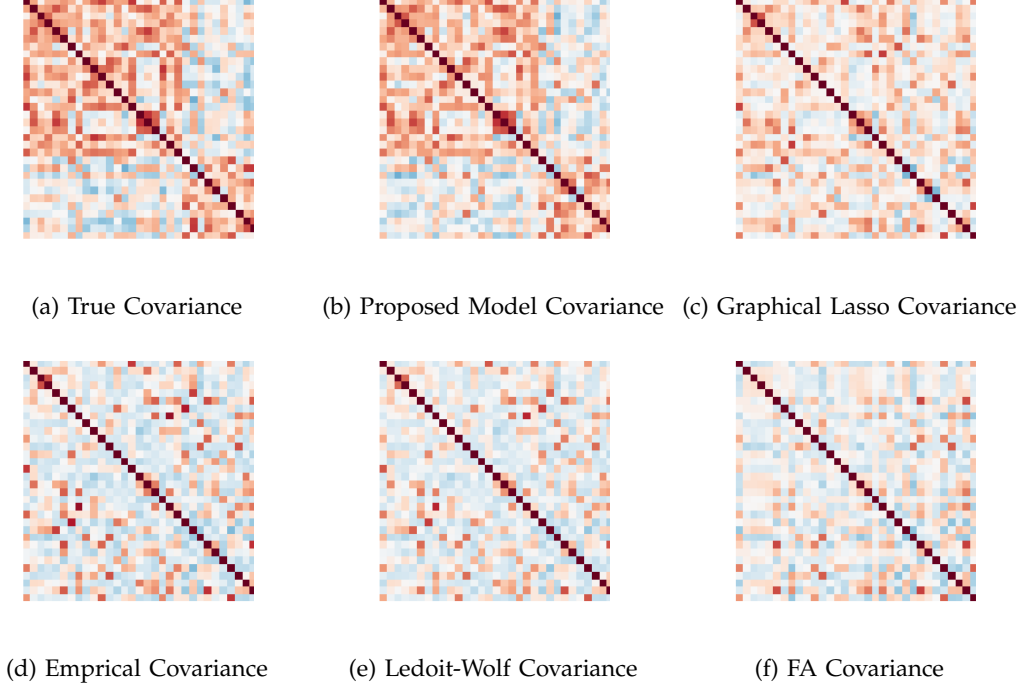 (a) True Covariance
(b) Proposed Model Covariance
(c) Graphical Lasso Covariance
(d) Emprical Covariance
(e) Ledoit-Wolf Covariance
(f) FA Covariance